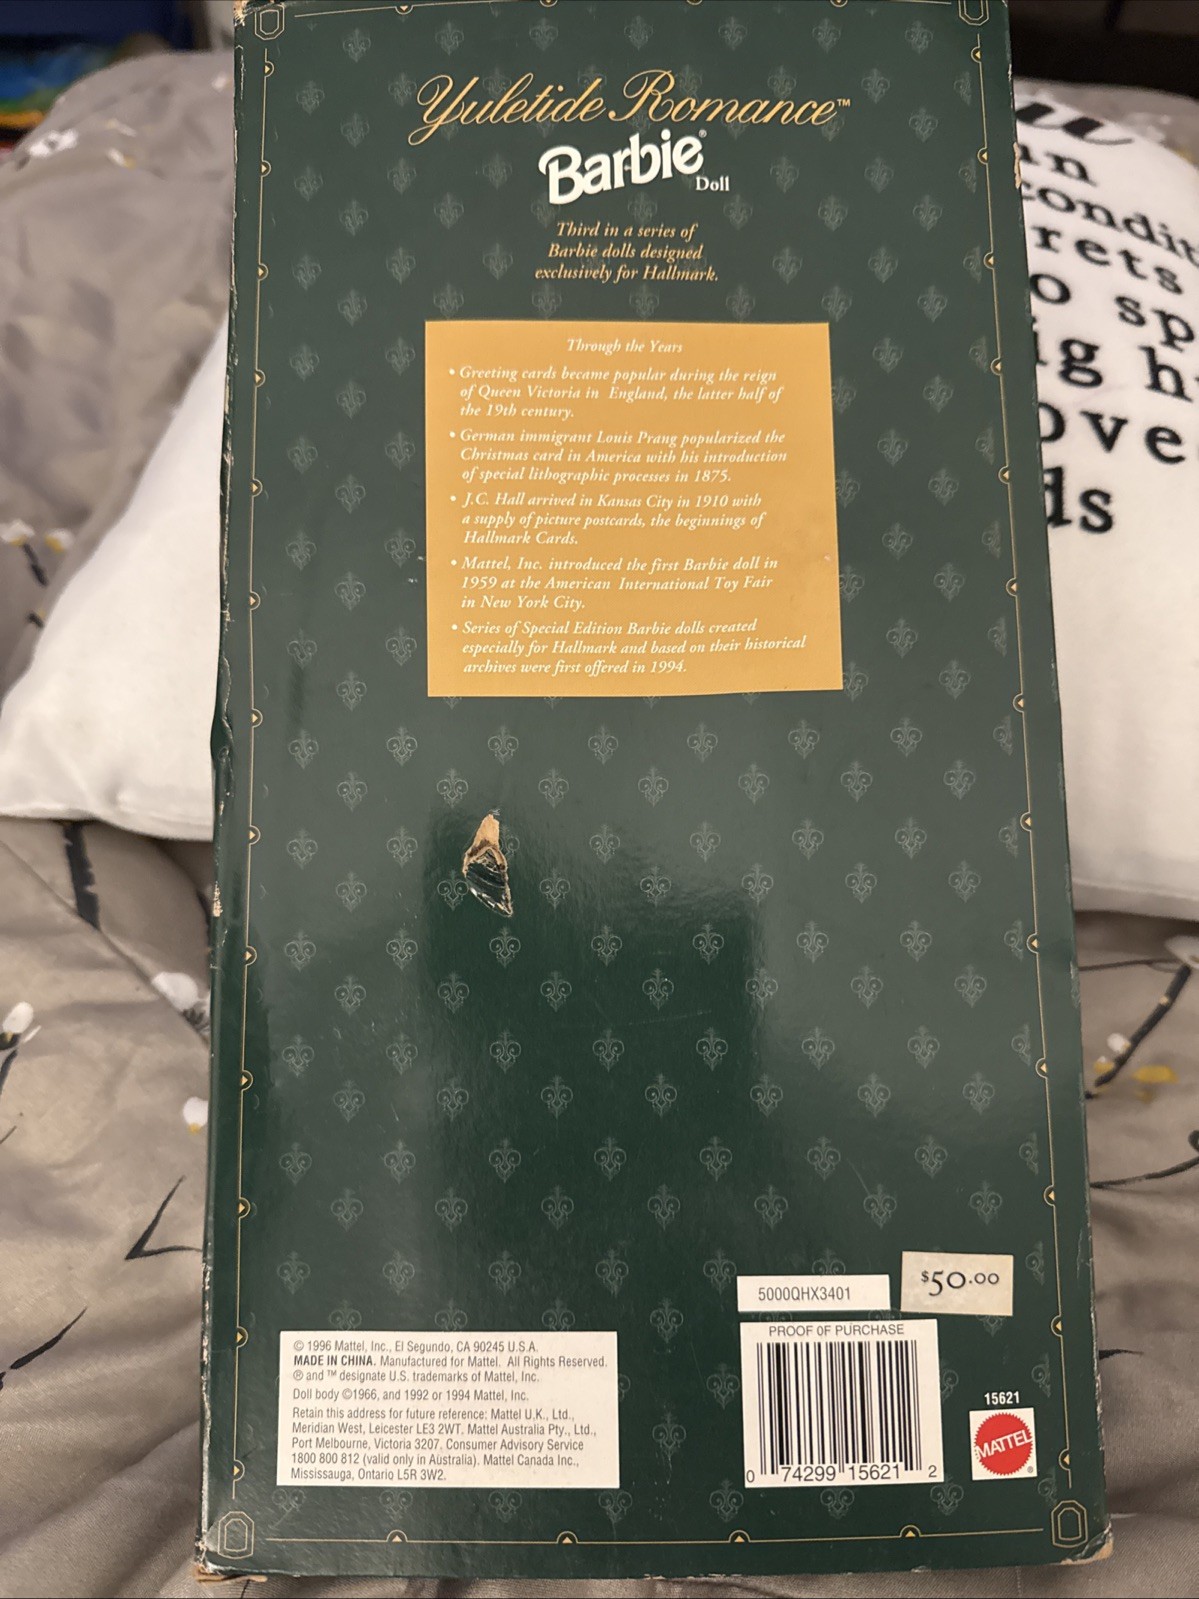 Yuletide Romance™
Barbie®
Doll
Third in a series of
Barbie dolls designed
exclusively for Hallmark.
Through the Years
• Greeting cards became popular during the reign
of Queen Victoria in England, the latter half of
the 19th century.
• German immigrant Louis Prang popularized the
Christmas card in America with his introduction
of special lithographic processes in 1875.
• J.C. Hall arrived in Kansas City in 1910 with
a supply of picture postcards, the beginnings of
Hallmark Cards.
• Mattel, Inc. introduced the first Barbie doll in
1959 at the American International Toy Fair
in New York City.
• Series of Special Edition Barbie dolls created
especially for Hallmark and based on their historical
archives were first offered in 1994.
5000QHX3401
$50.00
PROOF OF PURCHASE
0 74299 15621 2
15621
MATTEL
®
© 1996 Mattel, Inc., El Segundo, CA 90245 U.S.A.
MADE IN CHINA. Manufactured for Mattel. All Rights Reserved.
® and ™ designate U.S. trademarks of Mattel, Inc.
Doll body ©1966, and 1992 or 1994 Mattel, Inc.
Retain this address for future reference: Mattel U.K., Ltd.,
Meridian West, Leicester LE3 2WT. Mattel Australia Pty., Ltd.,
Port Melbourne, Victoria 3207. Consumer Advisory Service
1800 800 812 (valid only in Australia). Mattel Canada Inc.,
Mississauga, Ontario L5R 3W2.